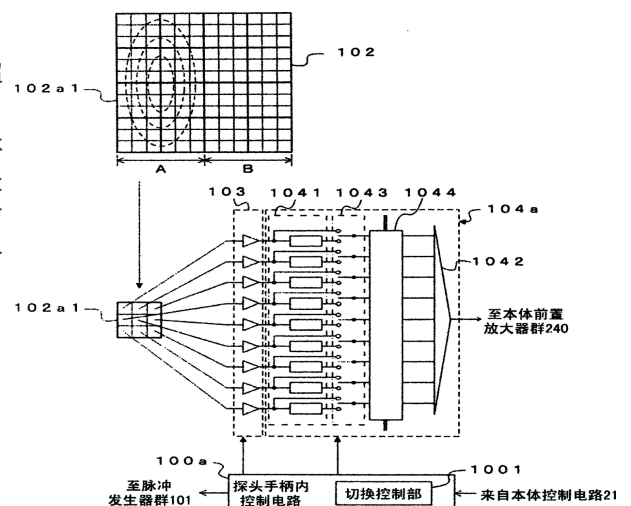 102
102a1
A
B
103
1041
1043
1044
104a
1042
102a1
至本体前置
放大器群240
100a
1001
至脉冲
发生器群101
探头手柄内
控制电路
切换控制部
来自本体控制电路21